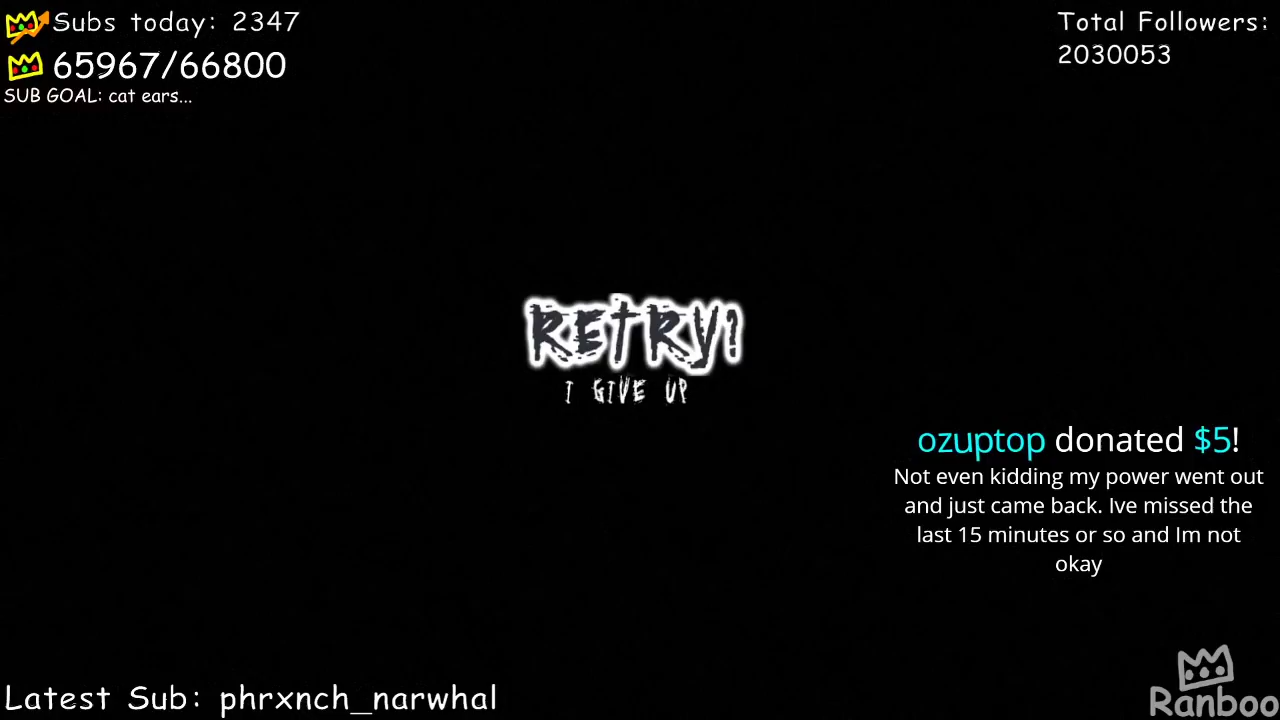 Subs today: 2347
65967/66800
SUB GOAL: cat ears...
Total Followers:
2030053
RETRY?
I GIVE UP
ozuptop donated $5!
Not even kidding my power went out
and just came back. Ive missed the
last 15 minutes or so and Im not
okay
Latest Sub: phrxnch_narwhal
Ranboo